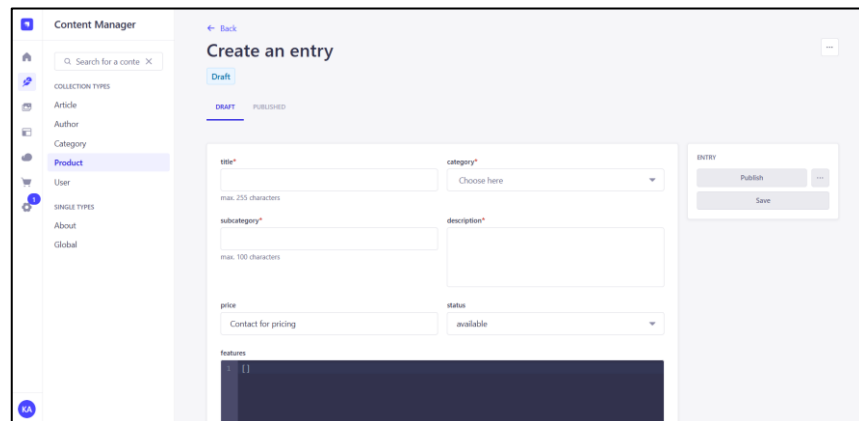 Content Manager
Search for a conte
COLLECTION TYPES
Article
Author
Category
Product
User
SINGLE TYPES
About
Global
1
KA
← Back
Create an entry
Draft
DRAFT PUBLISHED
title* category*
Choose here
max. 255 characters
subcategory* description*
max. 100 characters
price status
Contact for pricing available
features
1 []
ENTRY
Publish
Save